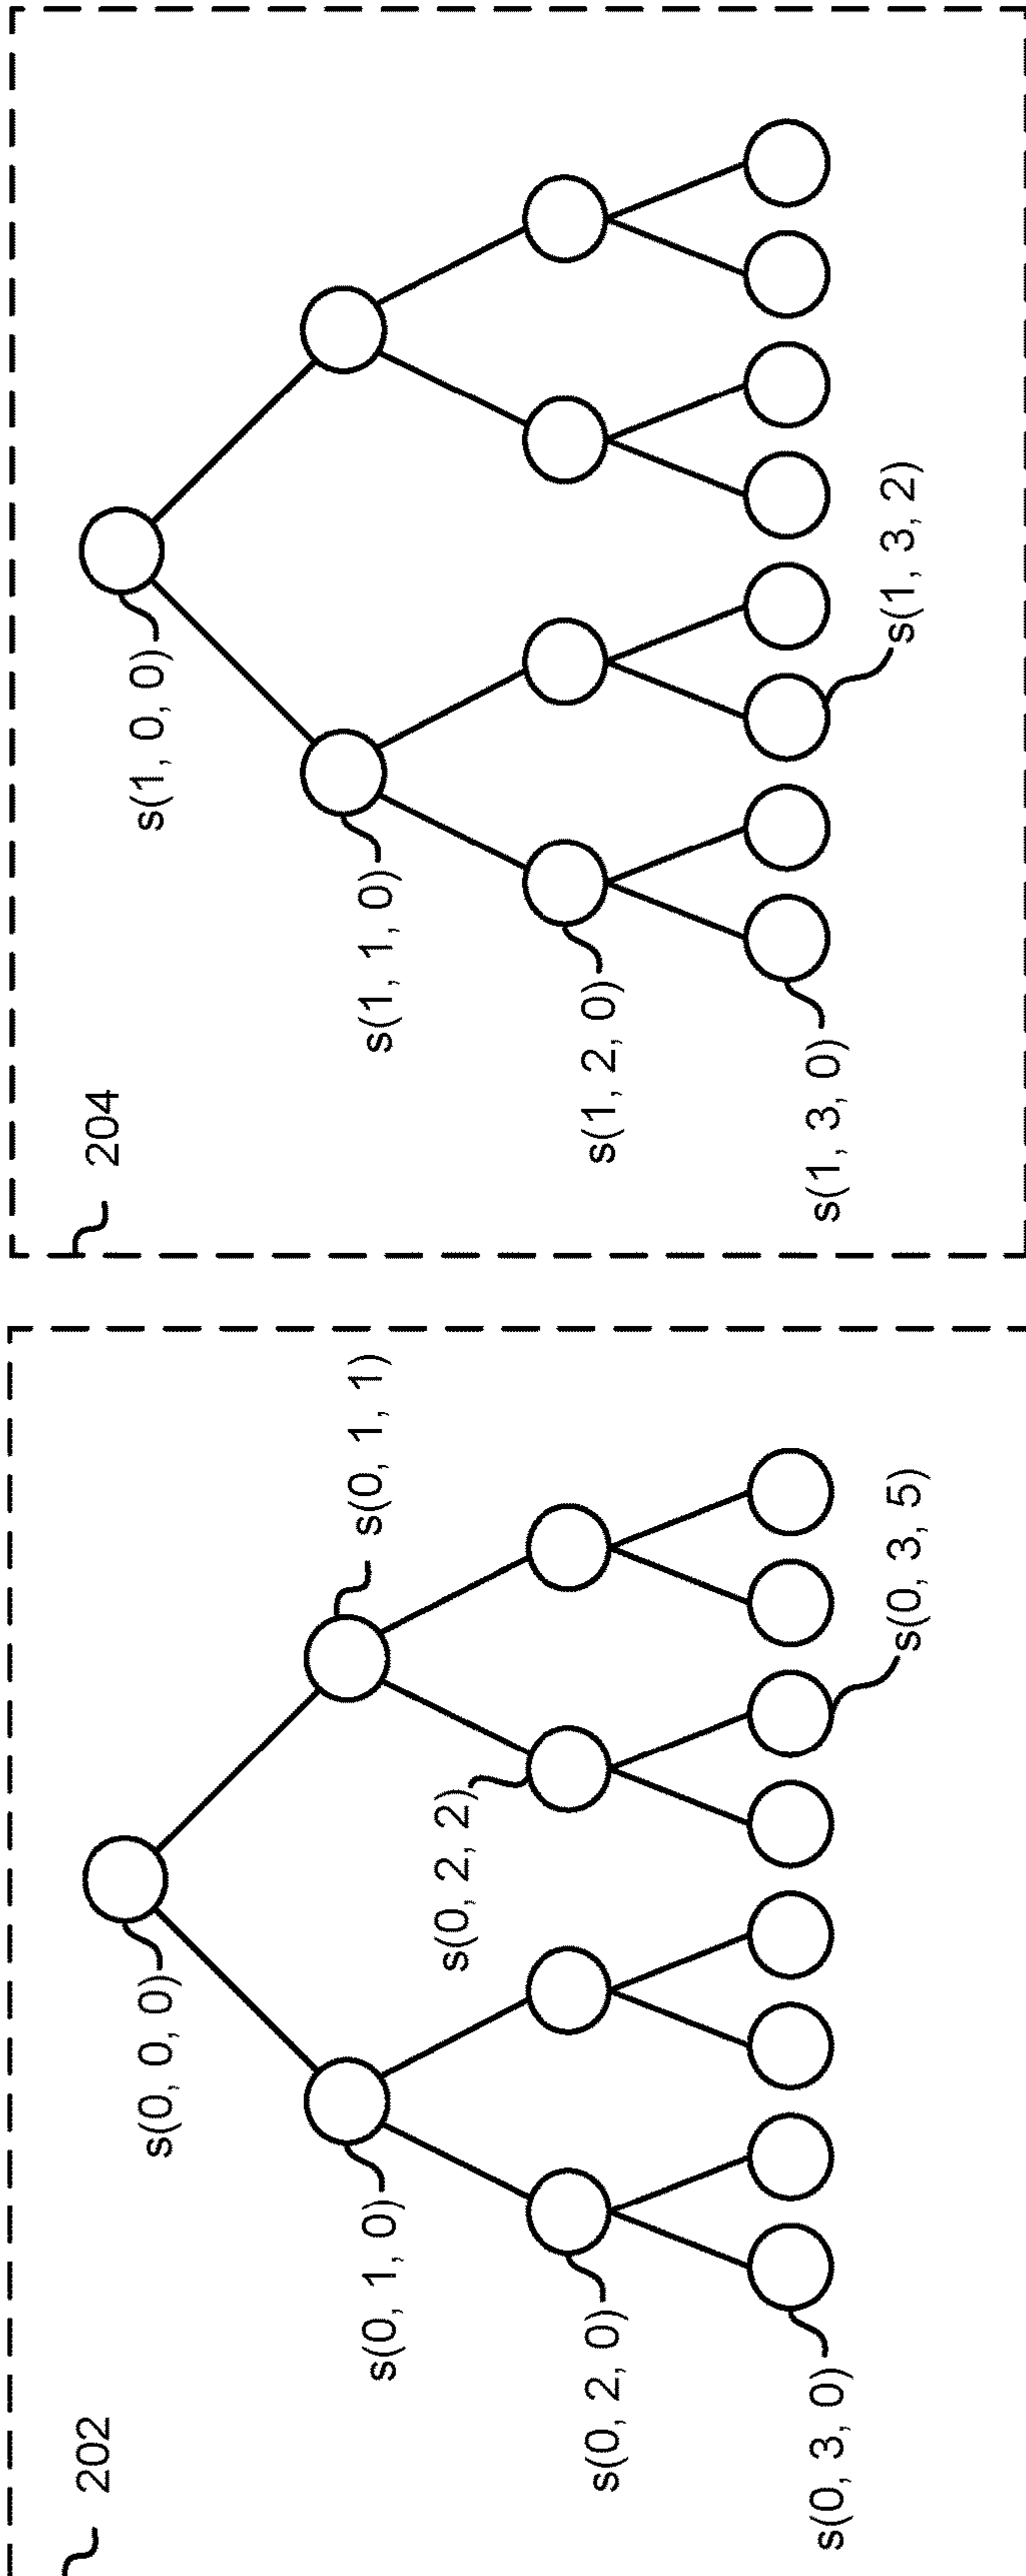 202
s(0, 0, 0)
s(0, 1, 0)
s(0, 1, 1)
s(0, 2, 0)
s(0, 2, 2)
s(0, 3, 0)
s(0, 3, 5)
204
s(1, 0, 0)
s(1, 1, 0)
s(1, 2, 0)
s(1, 3, 0)
s(1, 3, 2)